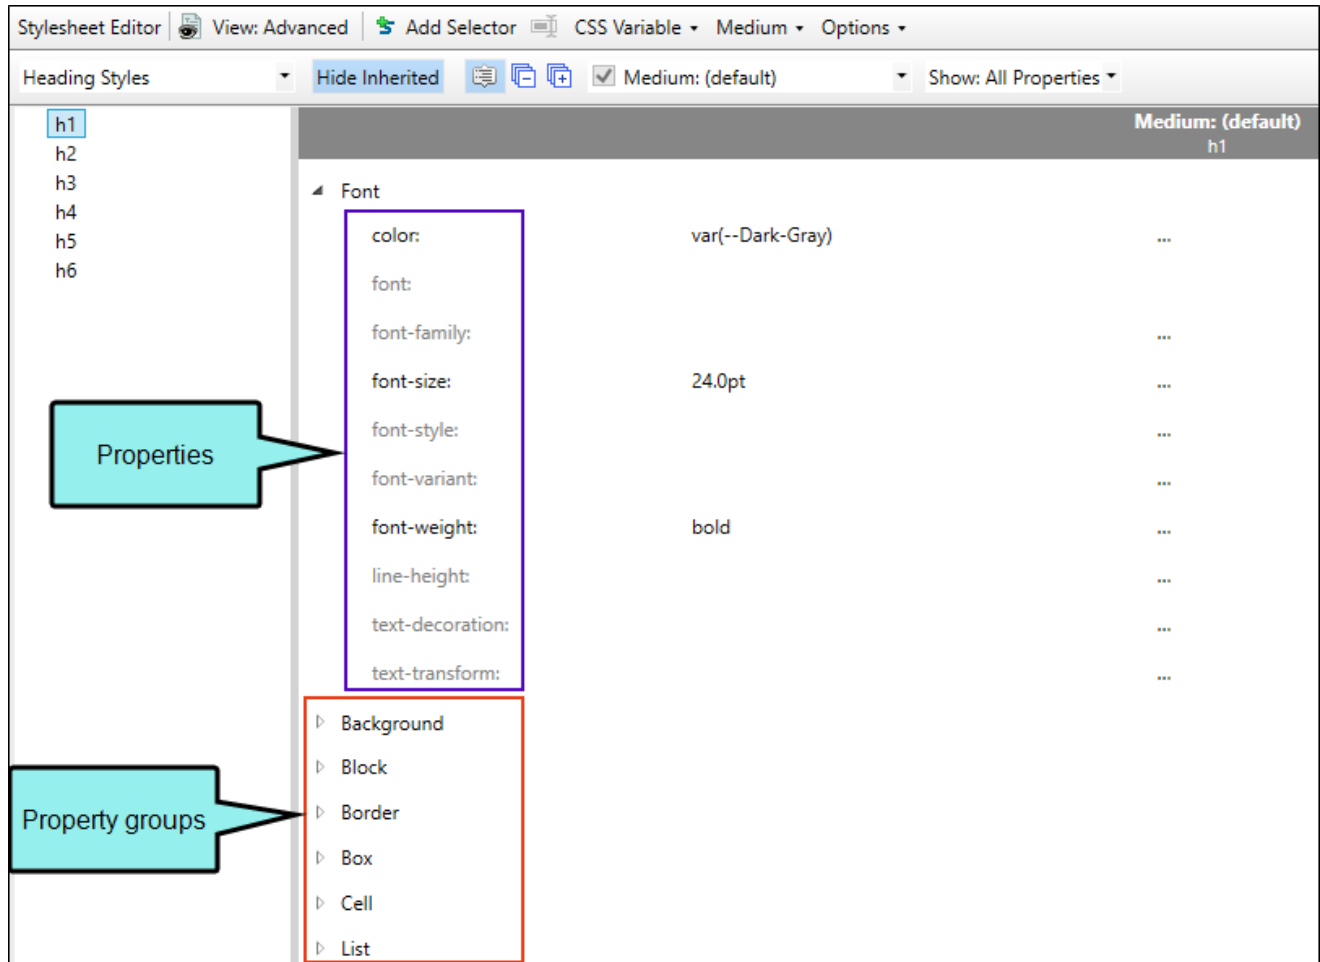 Stylesheet Editor View: Advanced Add Selector CSS Variable Medium Options
Heading Styles Hide Inherited Medium: (default) Show: All Properties
h1
h2
h3
h4
h5
h6
Medium: (default)
h1
Font
color: var(--Dark-Gray) ...
font:
font-family: ...
font-size: 24.0pt ...
font-style: ...
font-variant: ...
font-weight: bold ...
line-height: ...
text-decoration: ...
text-transform: ...
Properties
Background
Block
Border
Box
Cell
List
Property groups